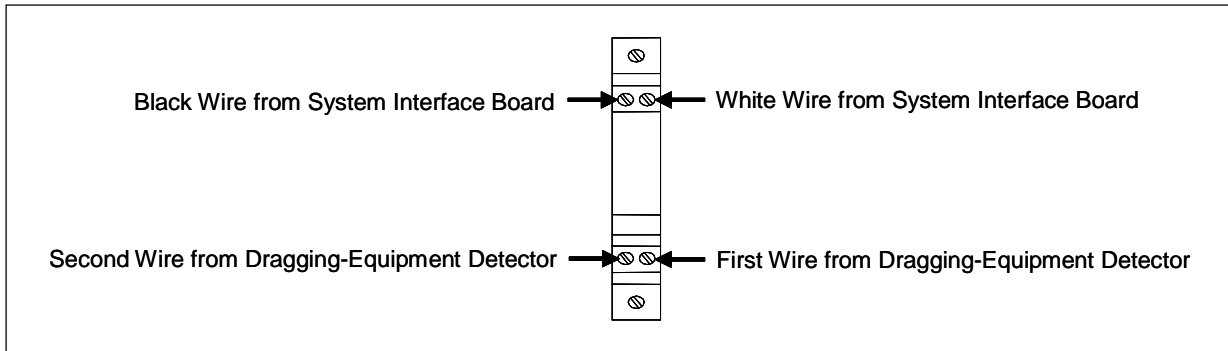 Black Wire from System Interface Board
White Wire from System Interface Board
Second Wire from Dragging-Equipment Detector
First Wire from Dragging-Equipment Detector